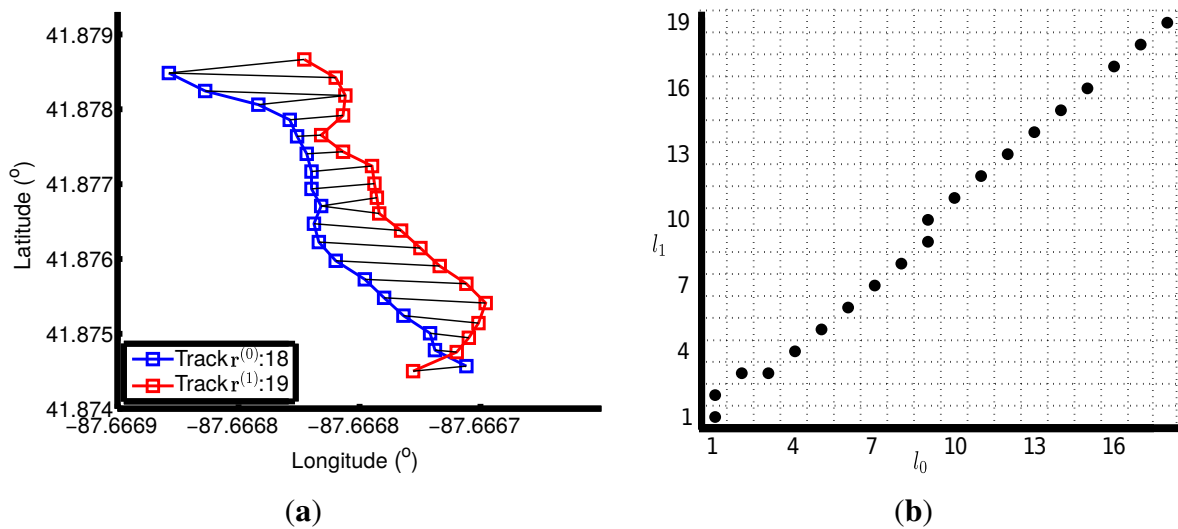 41.879
41.878
41.877
41.876
41.875
41.874
Latitude (o)
Track r(0):18
Track r(1):19
−87.6669
−87.6668
−87.6668
−87.6667
Longitude (o)
(a)
19
16
13
10
7
4
1
l1
1
4
7
10
13
16
l0
(b)